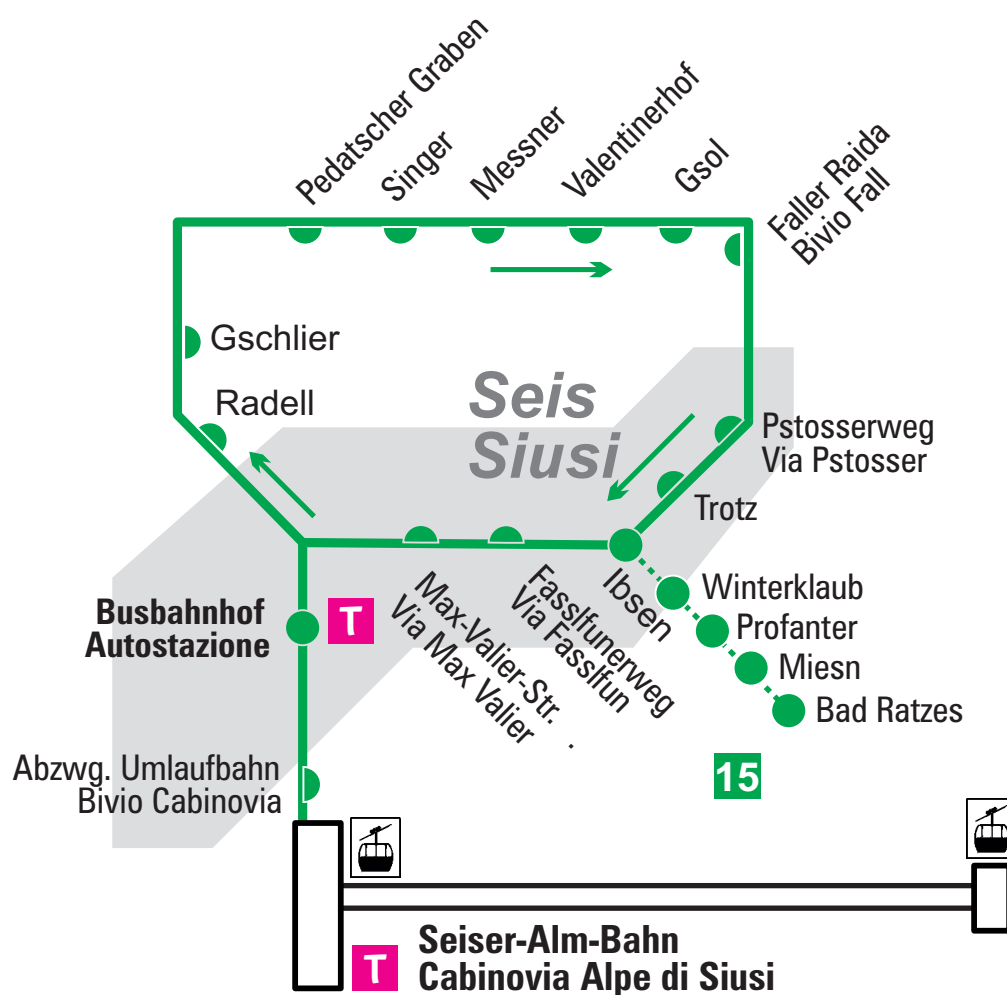 Pedatscher Graben
Singer
Messner
Valentinerhof
Gsol
Faller Raida
Bivio Fall
Gschlier
Radell
Seis
Siusi
Pstosserweg
Via Pstosser
Trotz
Ibsen
Winterklaub
Profanter
Miesn
Bad Ratzes
Fasslfunerweg
Via Fasslfun
Max-Valier-Str.
Via Max Valier
Busbahnhof
Autostazione
T
Abzwg. Umlaufbahn
Bivio Cabinovia
15
T
Seiser-Alm-Bahn
Cabinovia Alpe di Siusi